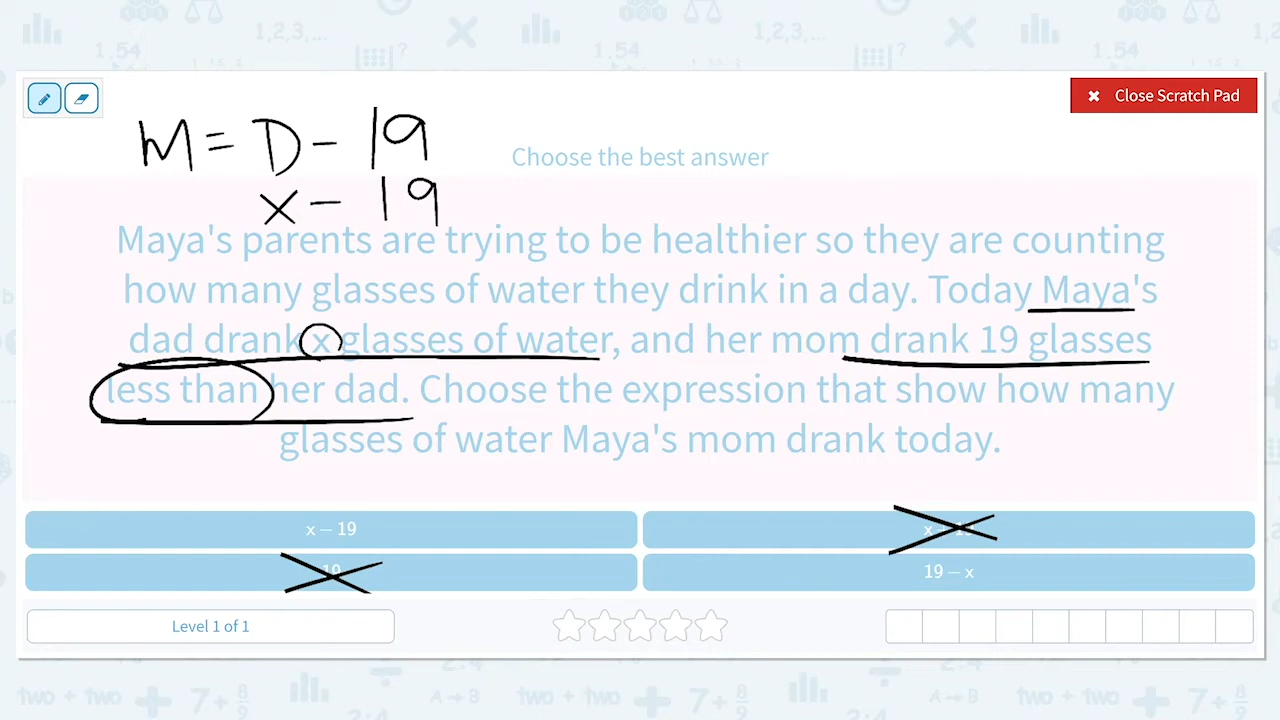 Close Scratch Pad
M = D - 19
x - 19
Choose the best answer
Maya's parents are trying to be healthier so they are counting
how many glasses of water they drink in a day. Today Maya's
dad drank x glasses of water, and her mom drank 19 glasses
less than her dad. Choose the expression that show how many
glasses of water Maya's mom drank today.
x – 19
19 – x
Level 1 of 1